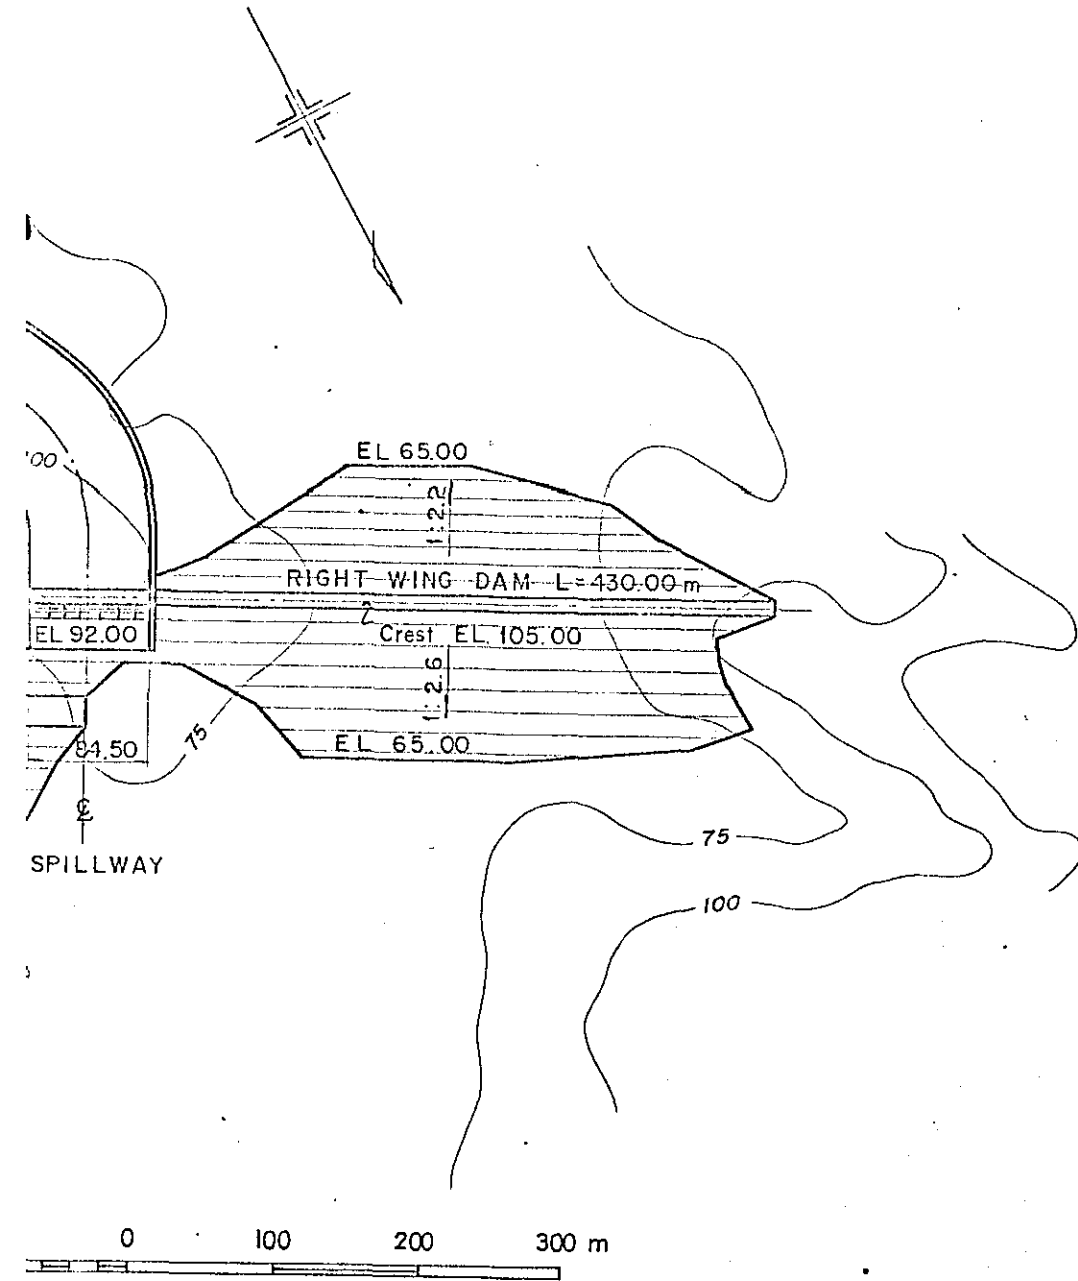 EL 65.00
1:2.2
RIGHT WING DAM L=430.00 m
EL 92.00
Crest EL. 105.00
1:2.6
EL 65.00
84.50
75
℄
SPILLWAY
75
100
0 100 200 300 m